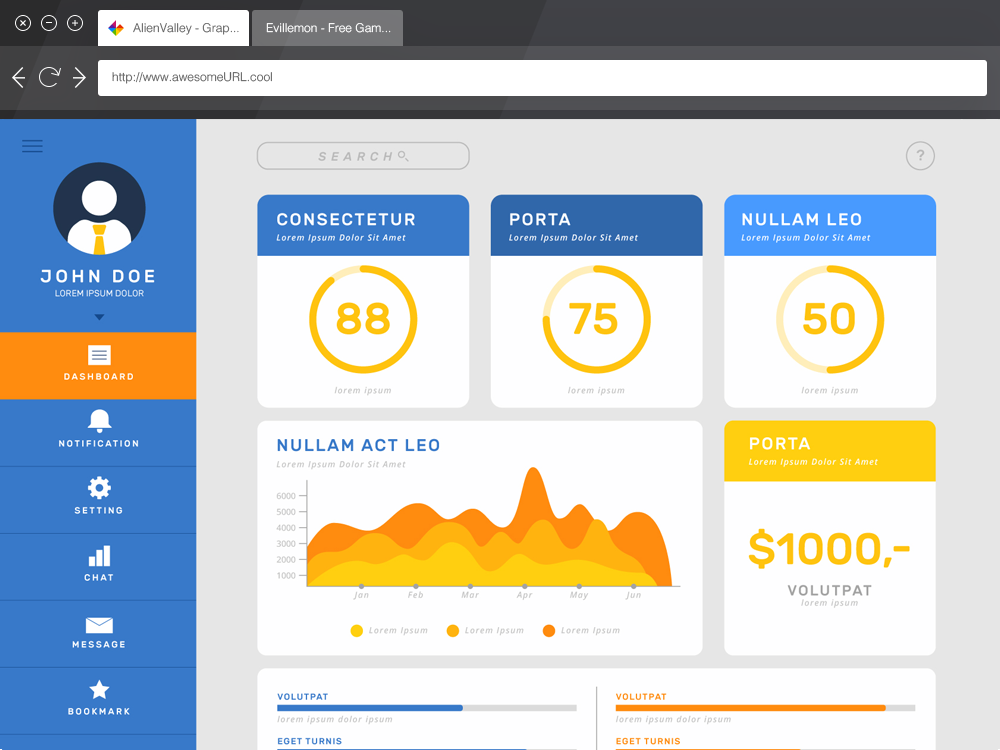 AlienValley - Grap...
Evillemon - Free Gam...
http://www.awesomeURL.cool
JOHN DOE
LOREM IPSUM DOLOR
DASHBOARD
NOTIFICATION
SETTING
CHAT
MESSAGE
BOOKMARK
SEARCH
?
CONSECTETUR
Lorem Ipsum Dolor Sit Amet
88
lorem ipsum
PORTA
Lorem Ipsum Dolor Sit Amet
75
lorem ipsum
NULLAM LEO
Lorem Ipsum Dolor Sit Amet
50
lorem ipsum
NULLAM ACT LEO
Lorem Ipsum Dolor Sit Amet
6000
5000
4000
3000
2000
1000
Jan Feb Mar Apr May Jun
Lorem Ipsum Lorem Ipsum Lorem Ipsum
PORTA
Lorem Ipsum Dolor Sit Amet
$1000,-
VOLUTPAT
lorem ipsum
VOLUTPAT
lorem ipsum dolor ipsum
EGET TURNIS
VOLUTPAT
lorem ipsum dolor ipsum
EGET TURNIS